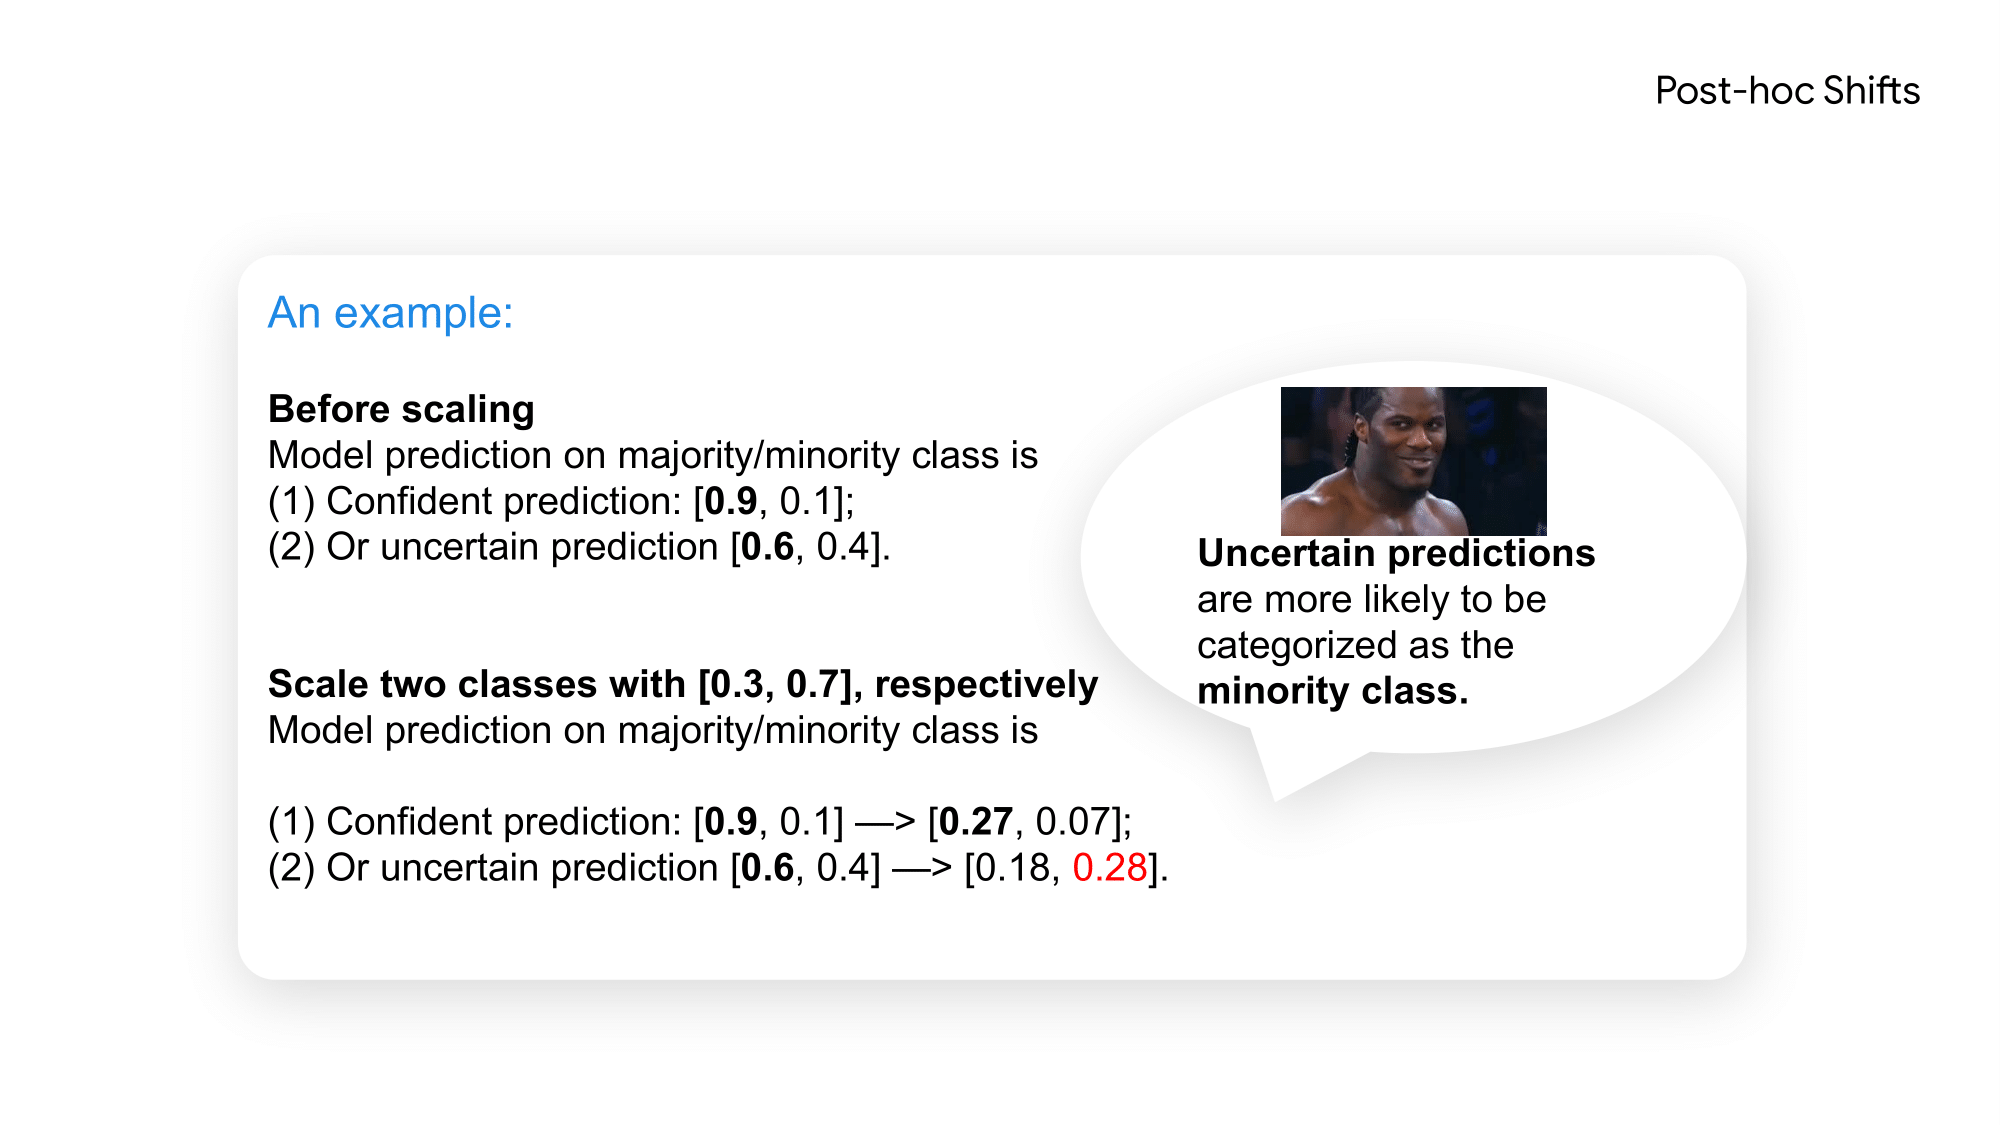 Post-hoc Shifts
An example:
Before scaling
Model prediction on majority/minority class is
(1) Confident prediction: [0.9, 0.1];
(2) Or uncertain prediction [0.6, 0.4].
Uncertain predictions
are more likely to be
categorized as the
minority class.
Scale two classes with [0.3, 0.7], respectively
Model prediction on majority/minority class is
(1) Confident prediction: [0.9, 0.1] —> [0.27, 0.07];
(2) Or uncertain prediction [0.6, 0.4] —> [0.18, 0.28].